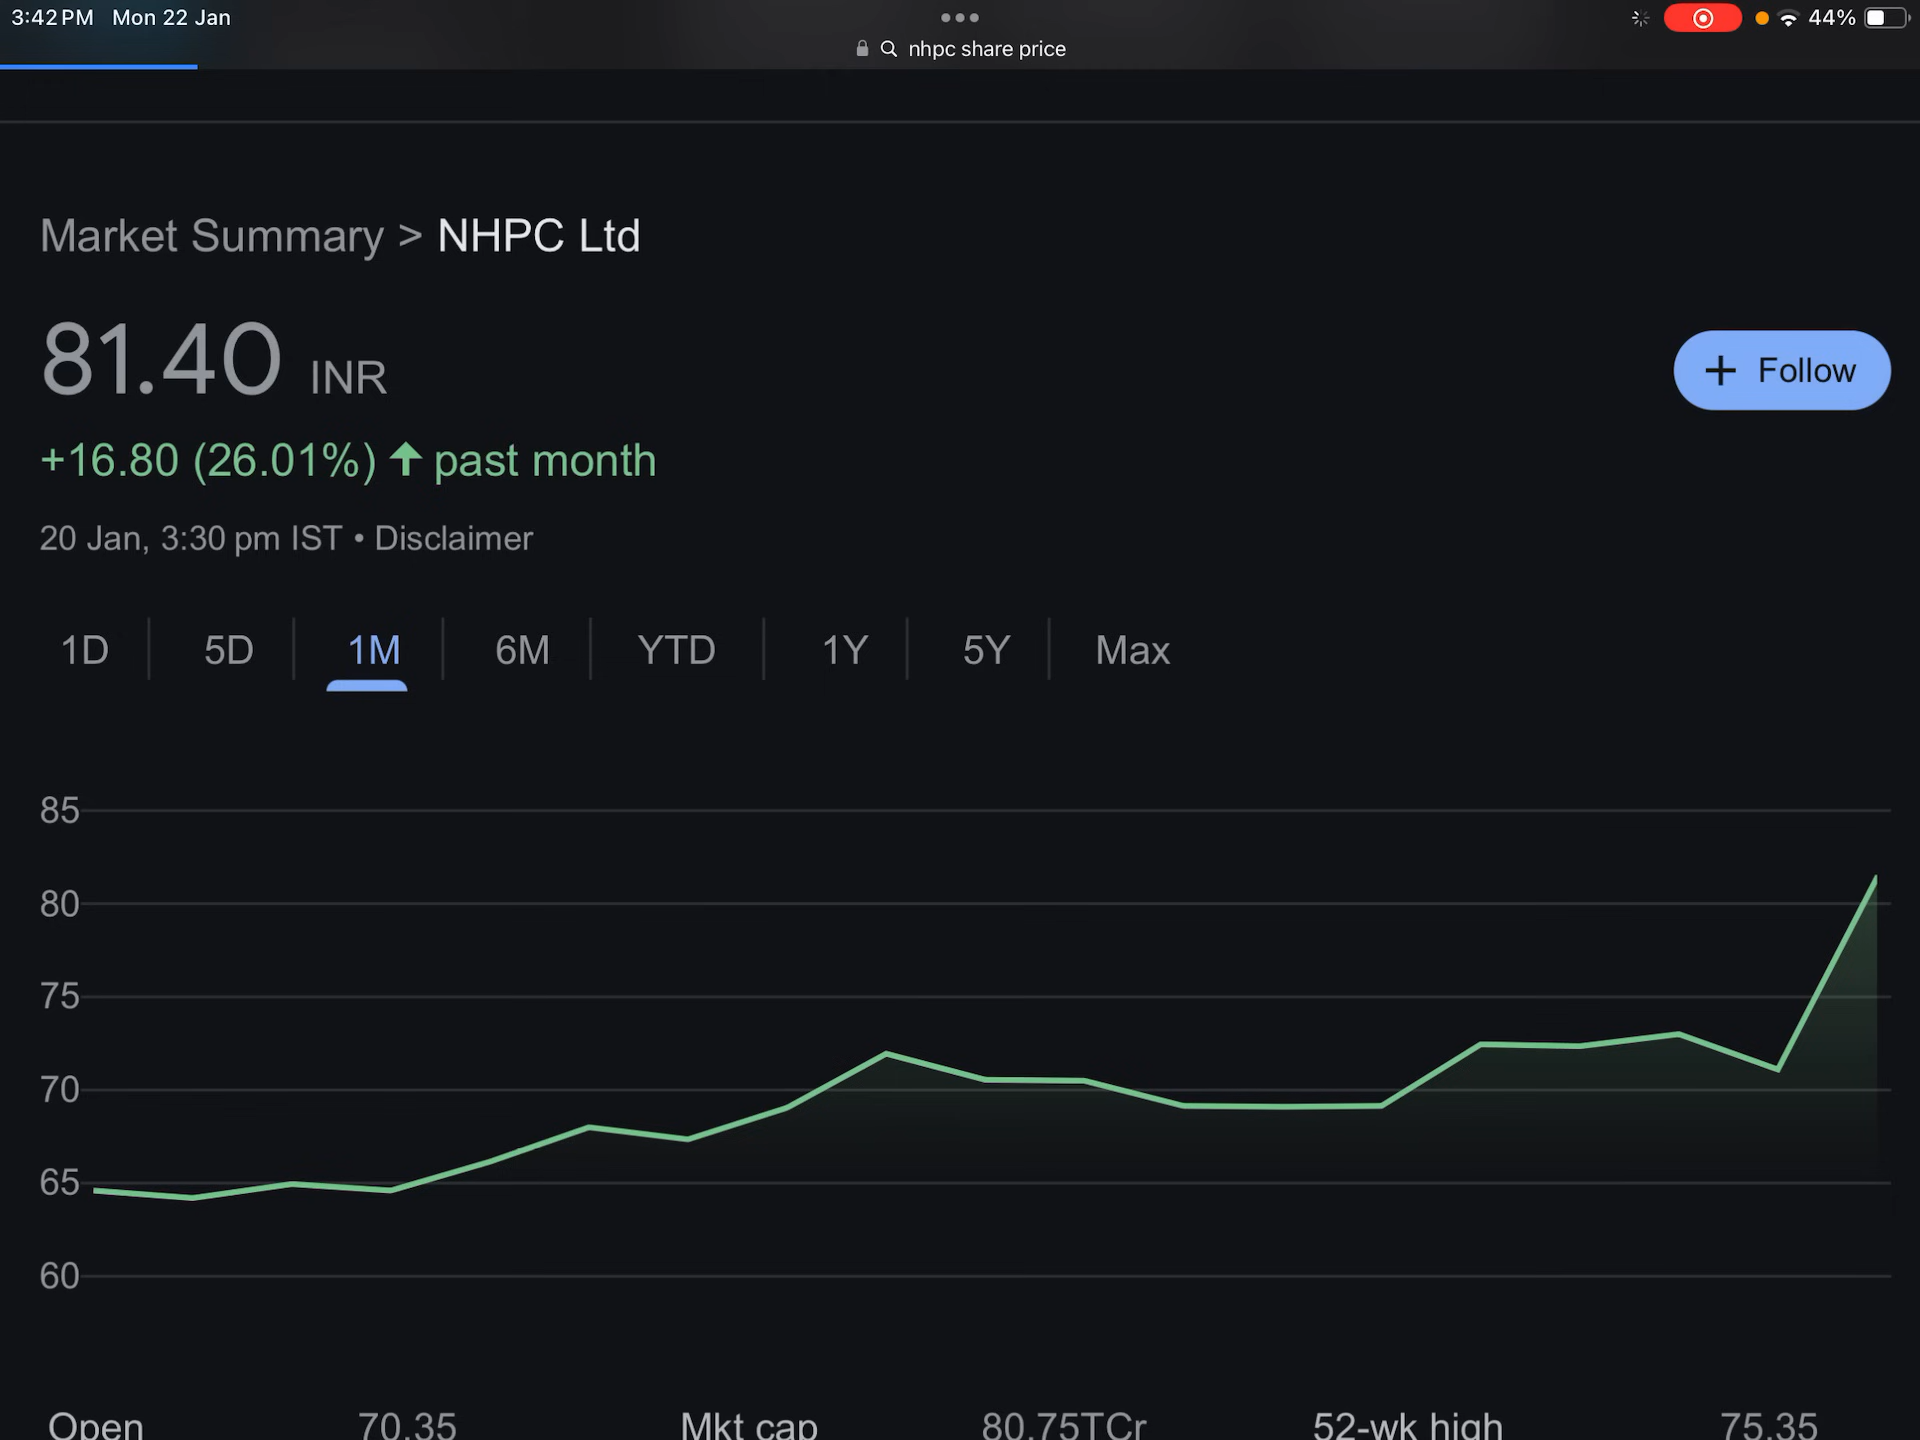 3:42 PM Mon 22 Jan
44%
nhpc share price
Market Summary > NHPC Ltd
81.40 INR
+ Follow
+16.80 (26.01%) ↑ past month
20 Jan, 3:30 pm IST • Disclaimer
1D 5D 1M 6M YTD 1Y 5Y Max
85
80
75
70
65
60
Open 70.35 Mkt cap 80.75TCr 52-wk high 75.35